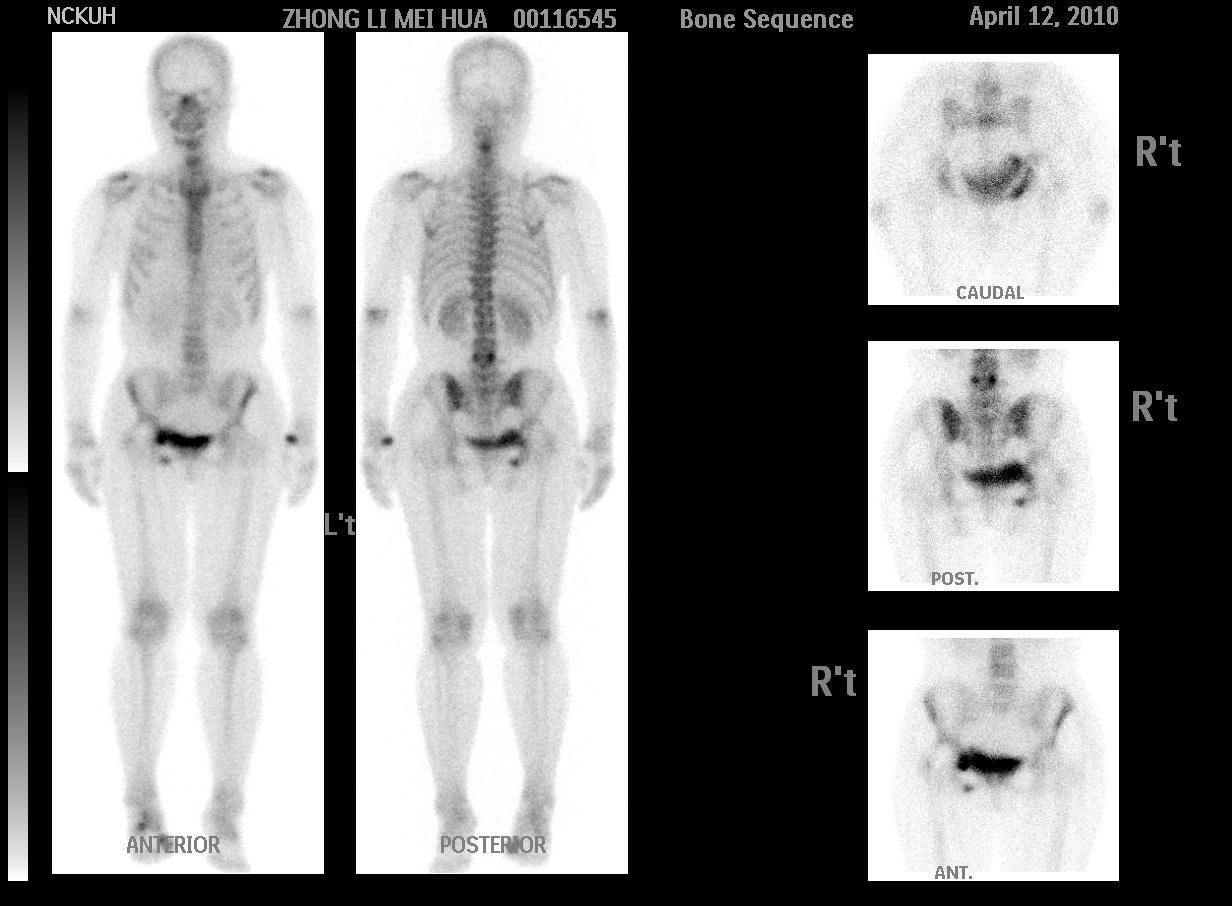 NCKUH ZHONG LI MEI HUA 00116545 Bone Sequence April 12, 2010
R't
CAUDAL
R't
L't
POST.
R't
ANTERIOR POSTERIOR
ANT.